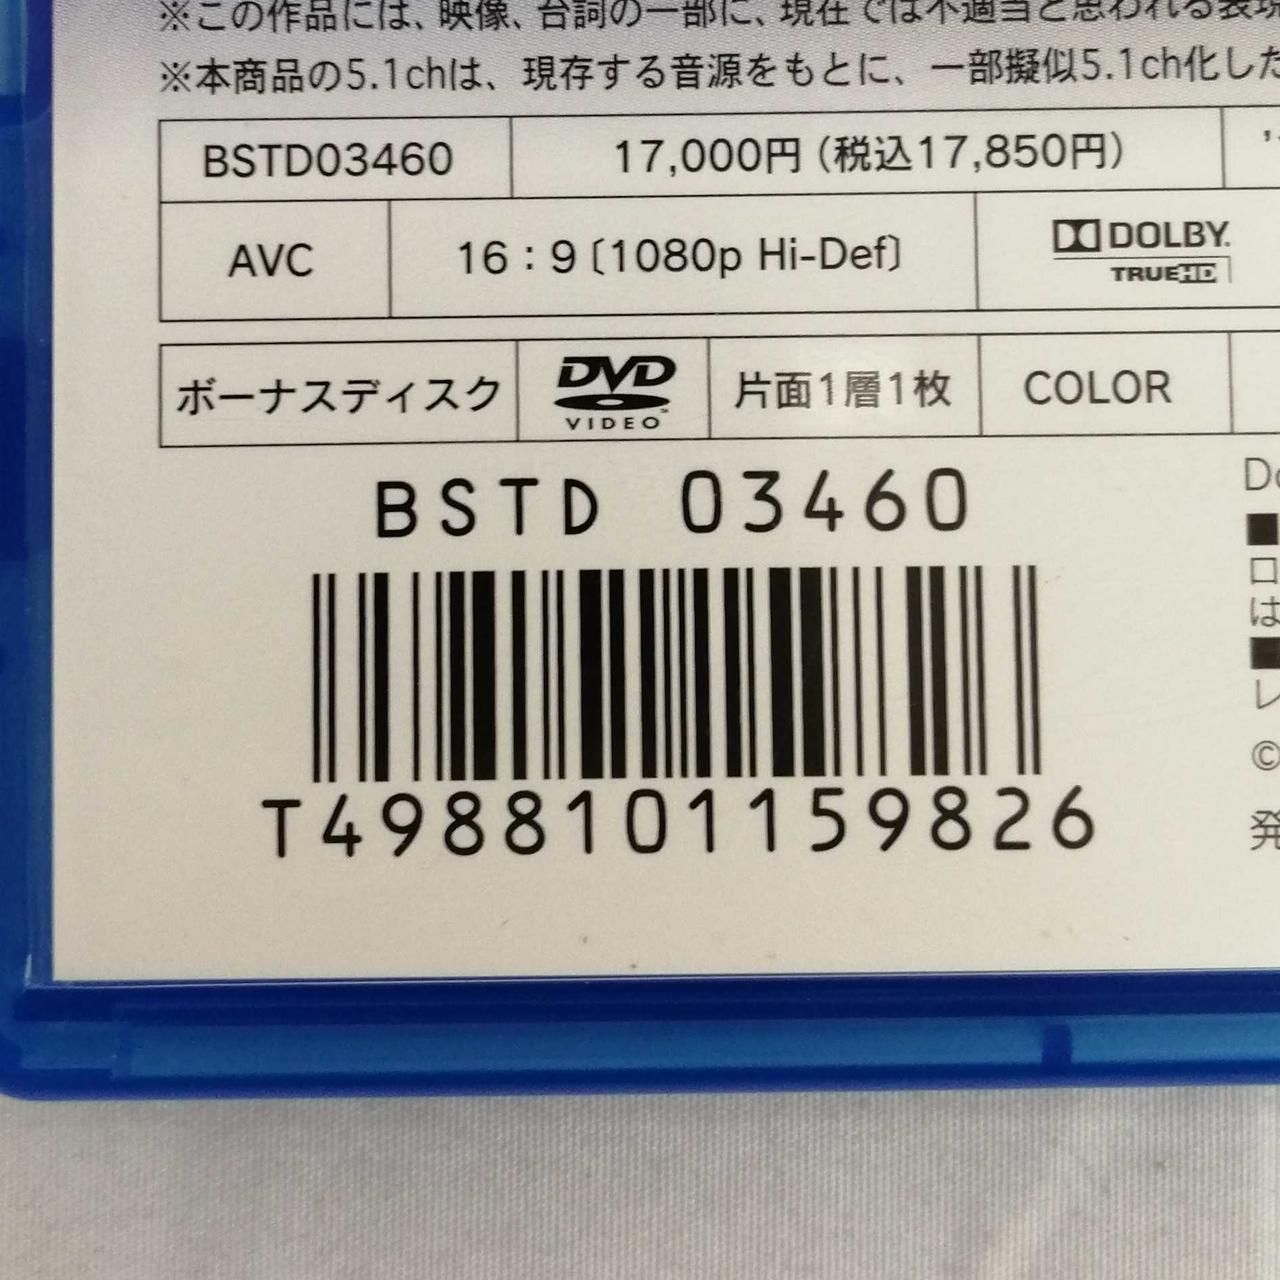 ※この作品には、映像、台詞の一部に、現在では不適当と思われる表現
※本商品の5.1chは、現存する音源をもとに、一部擬似5.1ch化した
BSTD03460 17,000円（税込17,850円）
AVC 16：9〔1080p Hi-Def〕 DOLBY.
TRUEHD
ボーナスディスク DVD VIDEO 片面1層1枚 COLOR
BSTD 03460
T4988101159826
Do
■
ロ
は
■
レ
©
発